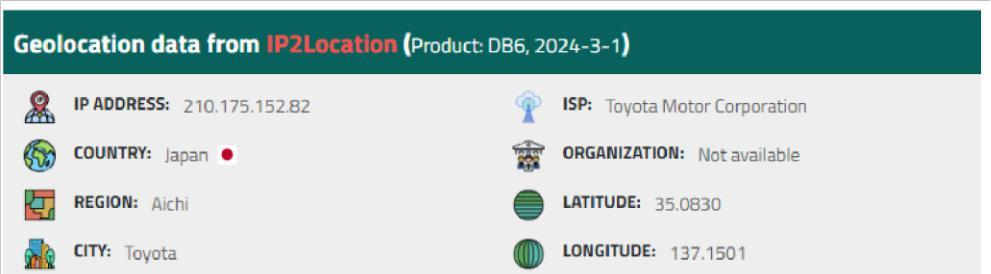 Geolocation data from IP2Location (Product: DB6, 2024-3-1)
IP ADDRESS: 210.175.152.82
ISP: Toyota Motor Corporation
COUNTRY: Japan
ORGANIZATION: Not available
REGION: Aichi
LATITUDE: 35.0830
CITY: Toyota
LONGITUDE: 137.1501